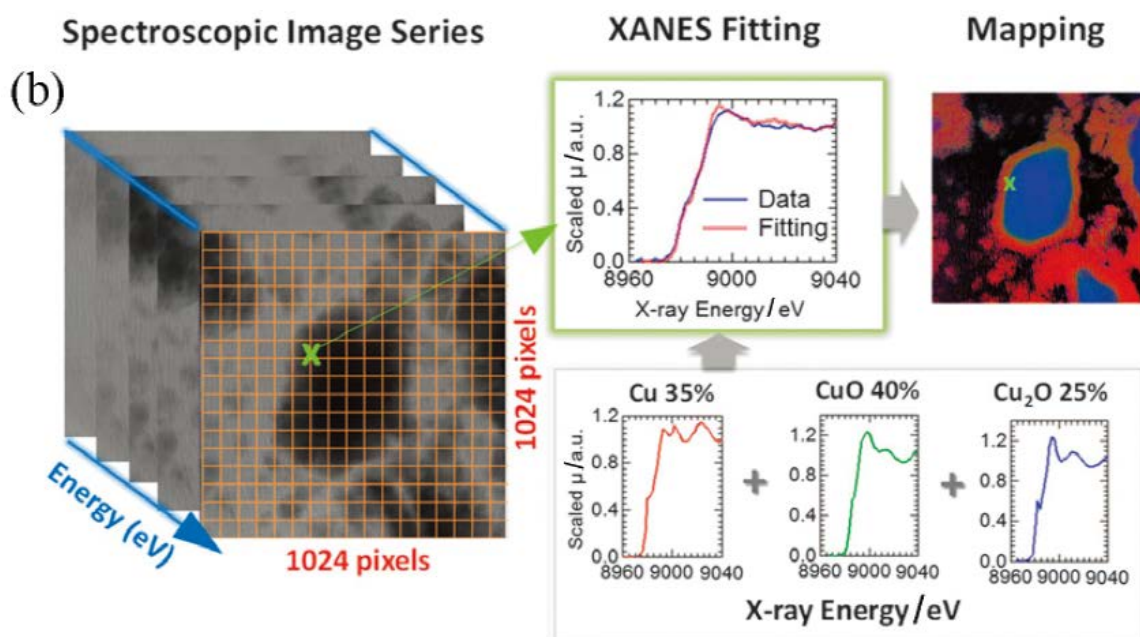 Spectroscopic Image Series
XANES Fitting
Mapping
(b)
1.2
0.8
0.4
0.0
Scaled μ/a.u.
Data
Fitting
8960 9000 9040
X-ray Energy/eV
x
x
1024 pixels
1024 pixels
Energy (eV)
Cu 35%
CuO 40%
Cu₂O 25%
1.2
0.8
0.4
0.0
Scaled μ/a.u.
8960 9000 9040
+
1.2
0.8
0.4
0.0
8960 9000 9040
+
1.2
0.8
0.4
0.0
8960 9000 9040
X-ray Energy/eV